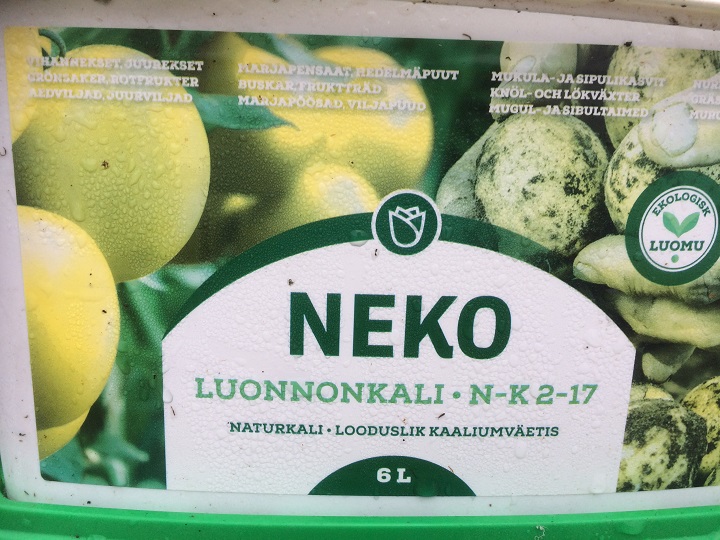 VIHANNEKSET, JUUREKSET
GRÖNSAKER, ROTFRUKTER
AEDVILJAD, JUURVILJAD
MARJAPENSAAT, HEDELMÄPUUT
BUSKAR, FRUKTTRÄD
MARJAPÕÕSAD, VILJAPUUD
MUKULA- JA SIPULIKASVIT
KNÖL- OCH LÖKVÄXTER
MUGUL- JA SIBULTAIMED
EKOLOGISK
LUOMU
NEKO
LUONNONKALI • N-K 2-17
NATURKALI • LOODUSLIK KAALIUMVÄETIS
6 L